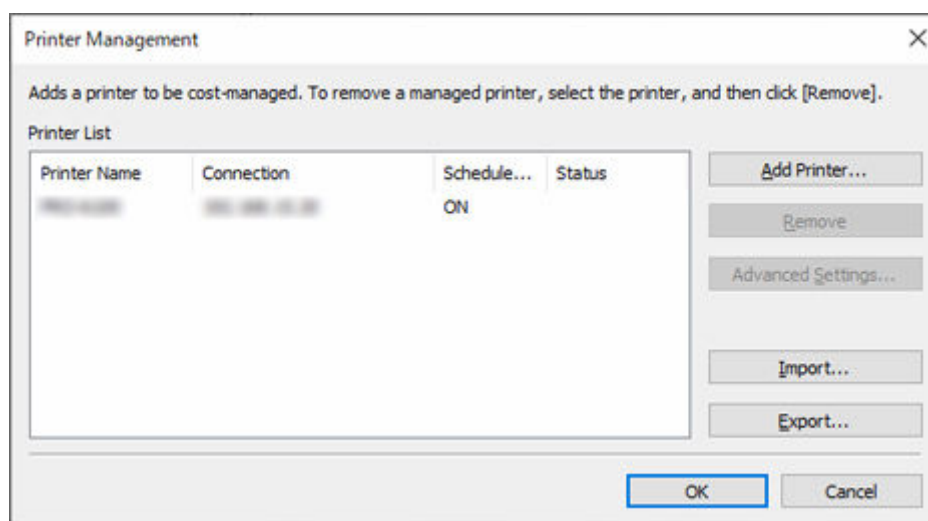 Printer Management
Adds a printer to be cost-managed. To remove a managed printer, select the printer, and then click [Remove].
Printer List
Printer Name Connection Schedule... Status
ON
Add Printer...
Remove
Advanced Settings...
Import...
Export...
OK Cancel